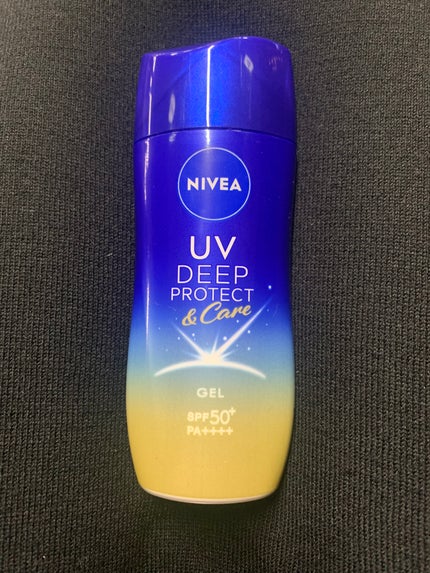 NIVEA
UV
DEEP
PROTECT
& Care
GEL
SPF50+
PA++++